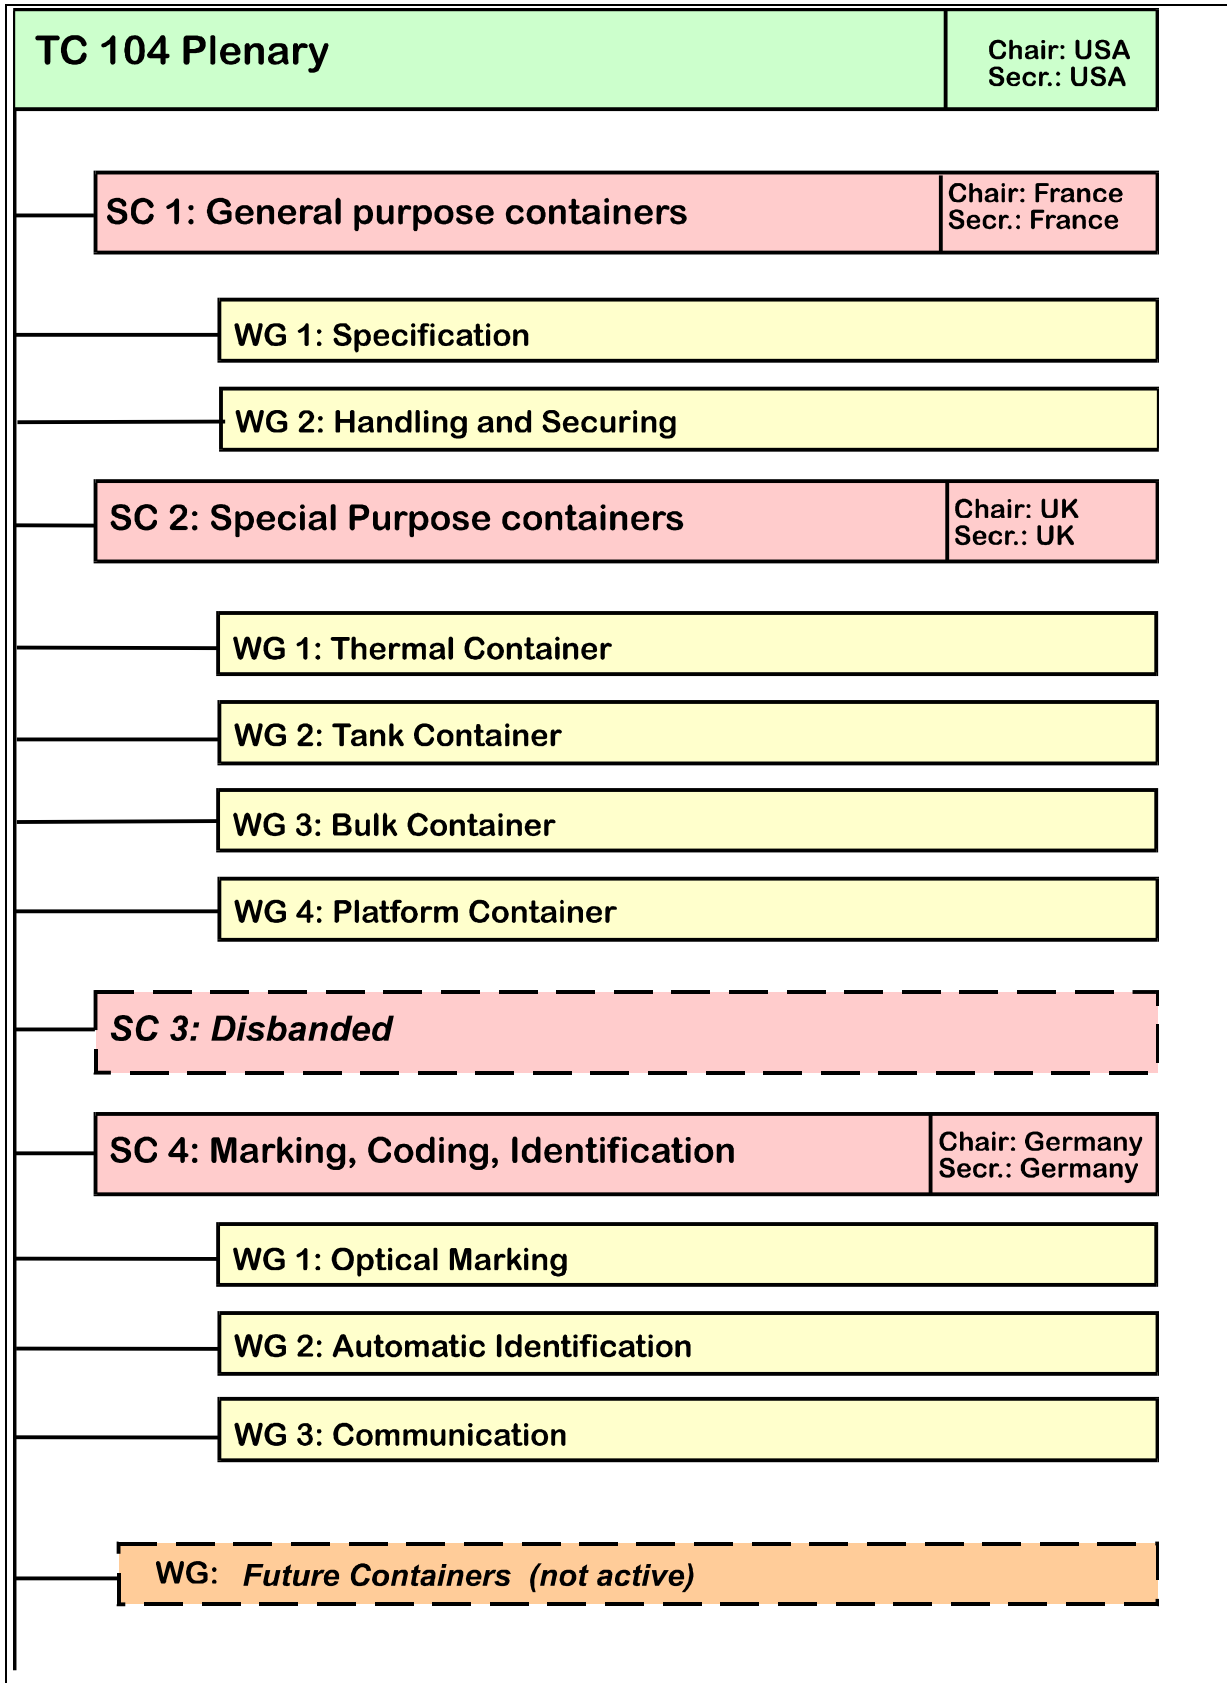 TC 104 Plenary
Chair: USA
Secr.: USA
SC 1: General purpose containers
Chair: France
Secr.: France
WG 1: Specification
WG 2: Handling and Securing
SC 2: Special Purpose containers
Chair: UK
Secr.: UK
WG 1: Thermal Container
WG 2: Tank Container
WG 3: Bulk Container
WG 4: Platform Container
SC 3: Disbanded
SC 4: Marking, Coding, Identification
Chair: Germany
Secr.: Germany
WG 1: Optical Marking
WG 2: Automatic Identification
WG 3: Communication
WG: Future Containers (not active)